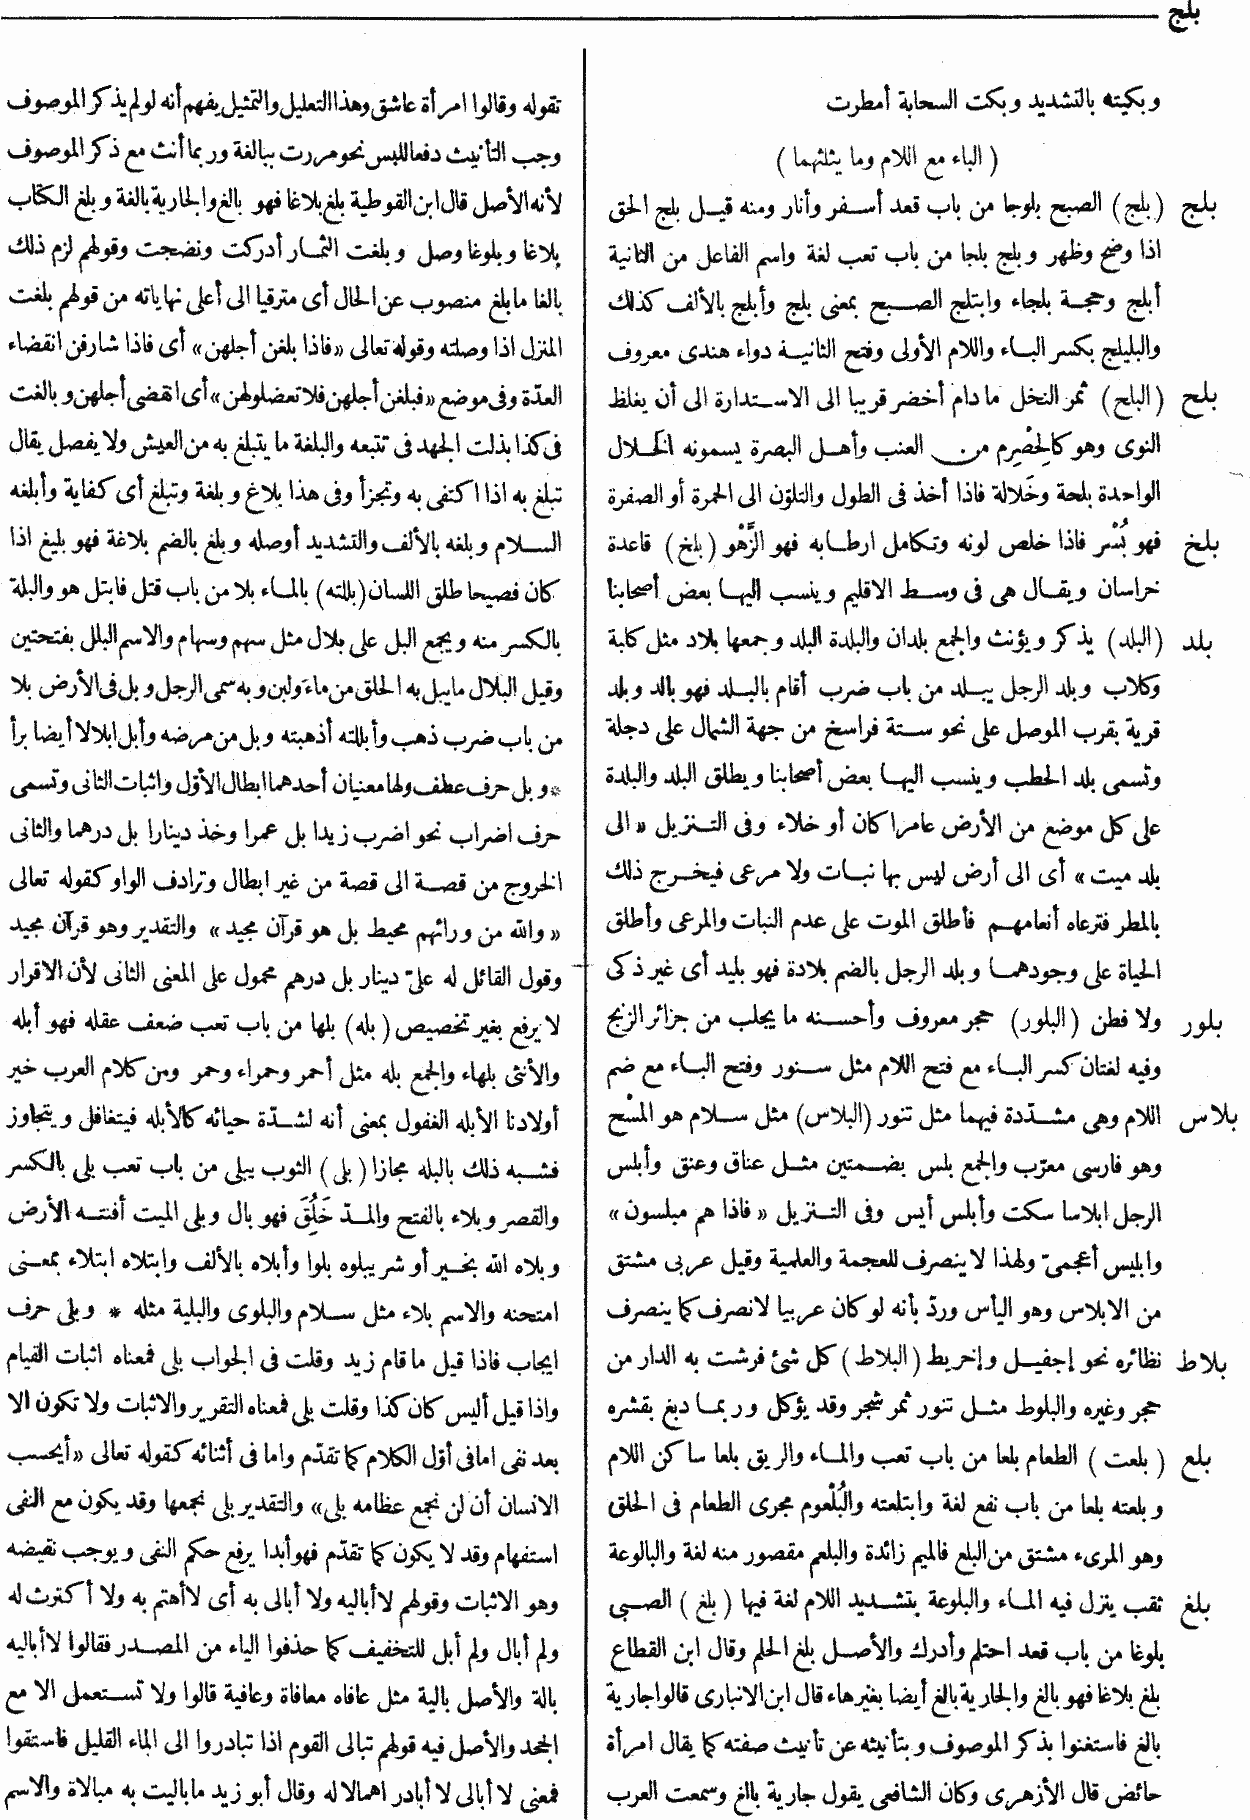 بلج
وبكيته بالتشديد وبكت السحابة أمطرت
( الباء مع اللام وما يثلثهما )
بلج ( بلج ) الصبح بلوجا من باب قعد أسفر وأنار ومنه قيل بلج الحق
اذا وضح وظهر وبلج بلجا من باب تعب لغة واسم الفاعل من الثانية
أبلج وحجة بلجاء وابتلج الصبح بمعنى بلج وأبلج بالألف كذلك
والبليلج بكسر الباء واللام الأولى وفتح الثانية دواء هندى معروف
بلح ( البلح ) ثمر النخل مادام أخضر قريبا الى الاستدارة الى أن يغلظ
النوى وهو كالحِصْرِم من العنب وأهل البصرة يسمونه الخلال
الواحدة بلحة وخَلالة فاذا أخذ فى الطول والتلوّن الى الحمرة أو الصفرة
بلخ فهو بُسْر فاذا خلص لونه وتكامل ارطابه فهو الزَّهْو ( بلخ ) قاعدة
خراسان ويقال هى فى وسط الاقليم وينسب اليها بعض أصحابنا
بلد ( البلد ) يذكر ويؤنث والجمع بلدان والبلدة البلد وجمعها بلاد مثل كلبة
وكلاب وبلد الرجل يبلد من باب ضرب أقام بالبلد فهو بالد وبلد
قرية بقرب الموصل على نحو ستة فراسخ من جهة الشمال على دجلة
وتسمى بلد الحطب وينسب اليها بعض أصحابنا ويطلق البلد والبلدة
على كل موضع من الأرض عامرا كان أو خلاء وفى التنزيل « الى
بلد ميت » أى الى أرض ليس بها نبات ولا مرعى فيخرج ذلك
بالمطر فترعاه أنعامهم فأطلق الموت على عدم النبات والمرعى وأطلق
الحياة على وجودهما وبلد الرجل بالضم بلادة فهو بليد أى غير ذكى
بلور ولا فطن ( البلور ) حجر معروف وأحسنه ما يجلب من جزائر الزنج
وفيه لغتان كسر الباء مع فتح اللام مثل سنور وفتح الباء مع ضم
بلاس اللام وهى مشدّدة فيهما مثل تنور ( البلاس ) مثل سلام هو المسْح
وهو فارسى معرّب والجمع بلس بضمتين مثل عناق وعنق وأبلس
الرجل ابلاسا سكت وأبلس أيس وفى التنزيل « فاذا هم مبلسون »
وابليس أعجمىّ ولهذا لا ينصرف للعجمة والعلمية وقيل عربى مشتق
من الابلاس وهو اليأس وردّ بأنه لو كان عربيا لانصرف كما ينصرف
بلاط نظائره نحو إجفيل وإخريط ( البلاط ) كل شئ فرشت به الدار من
حجر وغيره والبلوط مثل تنور ثمر شجر وقد يؤكل وربما دبغ بقشره
بلع ( بلعت ) الطعام بلعا من باب تعب والماء والريق بلعا ساكن اللام
وبلعته بلعا من باب نفع لغة وابتلعته والبُلْعوم مجرى الطعام فى الحلق
وهو المرىء مشتق من البلع فالميم زائدة والبلعم مقصور منه لغة والبالوعة
بلغ ثقب ينزل فيه الماء والبلوعة بتشديد اللام لغة فيها ( بلغ ) الصبى
بلوغا من باب قعد احتلم وأدرك والأصل بلغ الحلم وقال ابن القطاع
بلغ بلاغا فهو بالغ والجارية بالغ أيضا بغيرهاء قال ابن الانبارى قالوا جارية
بالغ فاستغنوا بذكر الموصوف وبتأنيثه عن تأنيث صفته كما يقال امرأة
حائض قال الأزهرى وكان الشافعى يقول جارية بالغ وسمعت العرب
تقوله وقالوا امرأة عاشق وهذا التعليل والتمثيل يفهم أنه لو لم يذكر الموصوف
وجب التأنيث دفعا للبس نحو مررت ببالغة وربما أنث مع ذكر الموصوف
لأنه الأصل قال ابن القوطية بلغ بلاغا فهو بالغ والجارية بالغة وبلغ الكتاب
بلاغا وبلوغا وصل وبلغت الثمار أدركت ونضجت وقولهم لزم ذلك
بالغا ما بلغ منصوب عن الحال أى مترقيا الى أعلى نهاياته من قولهم بلغت
المنزل اذا وصلته وقوله تعالى « فاذا بلغن أجلهن » أى فاذا شارفن انقضاء
العدّة وفى موضع « فبلغن أجلهن فلا تعضلوهن » أى انقضى أجلهن وبالغت
فى كذا بذلت الجهد فى تتبعه والبلغة ما يتبلغ به من العيش ولا يفصل يقال
تبلغ به اذا اكتفى به وتجزأ وفى هذا بلاغ وبلغة وتبلغ أى كفاية وأبلغه
السلام وبلغه بالألف والتشديد أوصله وبلغ بالضم بلاغة فهو بليغ اذا
كان فصيحا طلق اللسان ( بللته ) بالماء بلا من باب قتل فابتل هو والبلة
بالكسر منه ويجمع البل على بلال مثل سهم وسهام والاسم البلل بفتحتين
وقيل البلال ما يبل به الحلق من ماء ولبن وبه سمى الرجل وبل فى الأرض بلا
من باب ضرب ذهب وأبللته أذهبته وبل من مرضه وأبل ابلالا أيضا برأ
* وبل حرف عطف ولها معنيان أحدهما ابطال الأوّل واثبات الثانى وتسمى
حرف اضراب نحو اضرب زيدا بل عمرا وخذ دينارا بل درهما والثانى
الخروج من قصة الى قصة من غير ابطال وترادف الواو كقوله تعالى
« والله من ورائهم محيط بل هو قرآن مجيد » والتقدير وهو قرآن مجيد
وقول القائل له علىّ دينار بل درهم محمول على المعنى الثانى لأن الاقرار
لا يرفع بغير تخصيص ( بله ) بلها من باب تعب ضعف عقله فهو أبله
والأنثى بلهاء والجمع بله مثل أحمر وحمراء وحمر ومن كلام العرب خير
أولادنا الأبله الغفول بمعنى أنه لشدّة حيائه كالأبله فيتغافل ويتجاوز
فشبه ذلك بالبله مجازا ( بلى ) الثوب يبلى من باب تعب بلى بالكسر
والقصر وبلاء بالفتح والمدّ خَلُقَ فهو بال وبلى الميت أفنته الأرض
وبلاه الله بخير أو شر يبلوه بلوا وأبلاه بالألف وابتلاه ابتلاء بمعنى
امتحنه والاسم بلاء مثل سلام والبلوى والبلية مثله * وبلى حرف
ايجاب فاذا قيل ما قام زيد وقلت فى الجواب بلى فمعناه اثبات القيام
واذا قيل أليس كان كذا وقلت بلى فمعناه التقرير والاثبات ولا تكون الا
بعد نفى اما فى أوّل الكلام كما تقدّم واما فى أثنائه كقوله تعالى « أيحسب
الانسان أن لن نجمع عظامه بلى » والتقدير بلى نجمعها وقد يكون مع النفى
استفهام وقد لا يكون كما تقدّم فهو أبدا يرفع حكم النفى ويوجب نقيضه
وهو الاثبات وقولهم لا أباليه ولا أبالى به أى لا أهتم به ولا أكترث له
ولم أبال ولم أبل للتخفيف كما حذفوا الياء من المصدر فقالوا لا أباليه
بالة والأصل بالية مثل عافاه معافاة وعافية قالوا ولا تستعمل الا مع
الجحد والأصل فيه قولهم تبالى القوم اذا تبادروا الى الماء القليل فاستقوا
فمعنى لا أبالى لا أبادر اهمالا له وقال أبو زيد ما باليت به مبالاة والاسم